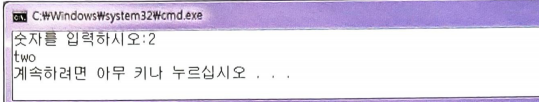 C:\Windows\system32\cmd.exe
숫자를 입력하시오:2
two
계속하려면 아무 키나 누르십시오 . . .